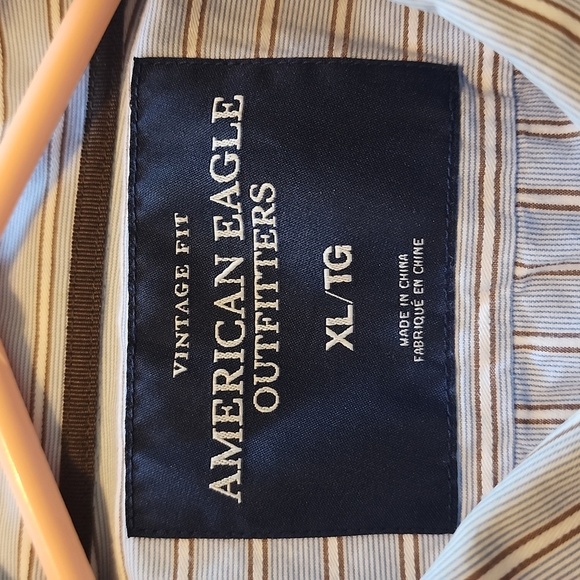 VINTAGE FIT
AMERICAN EAGLE
OUTFITTERS
XL/TG
MADE IN CHINA
FABRIQUÉ EN CHINE